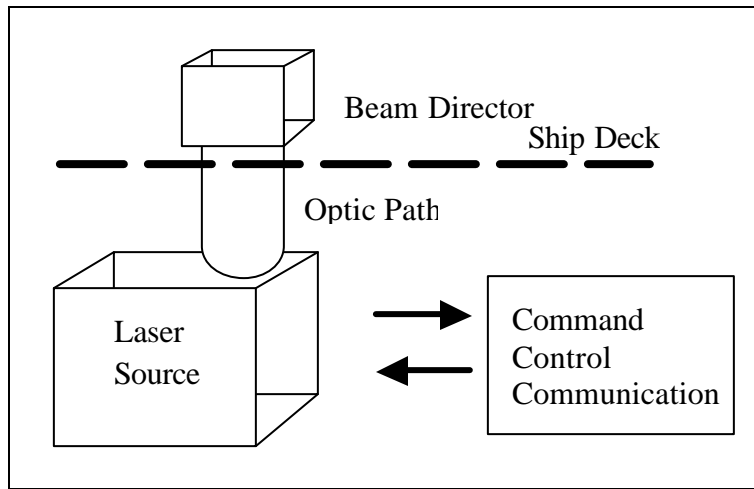 Beam Director
Ship Deck
Optic Path
Laser
Source
Command
Control
Communication